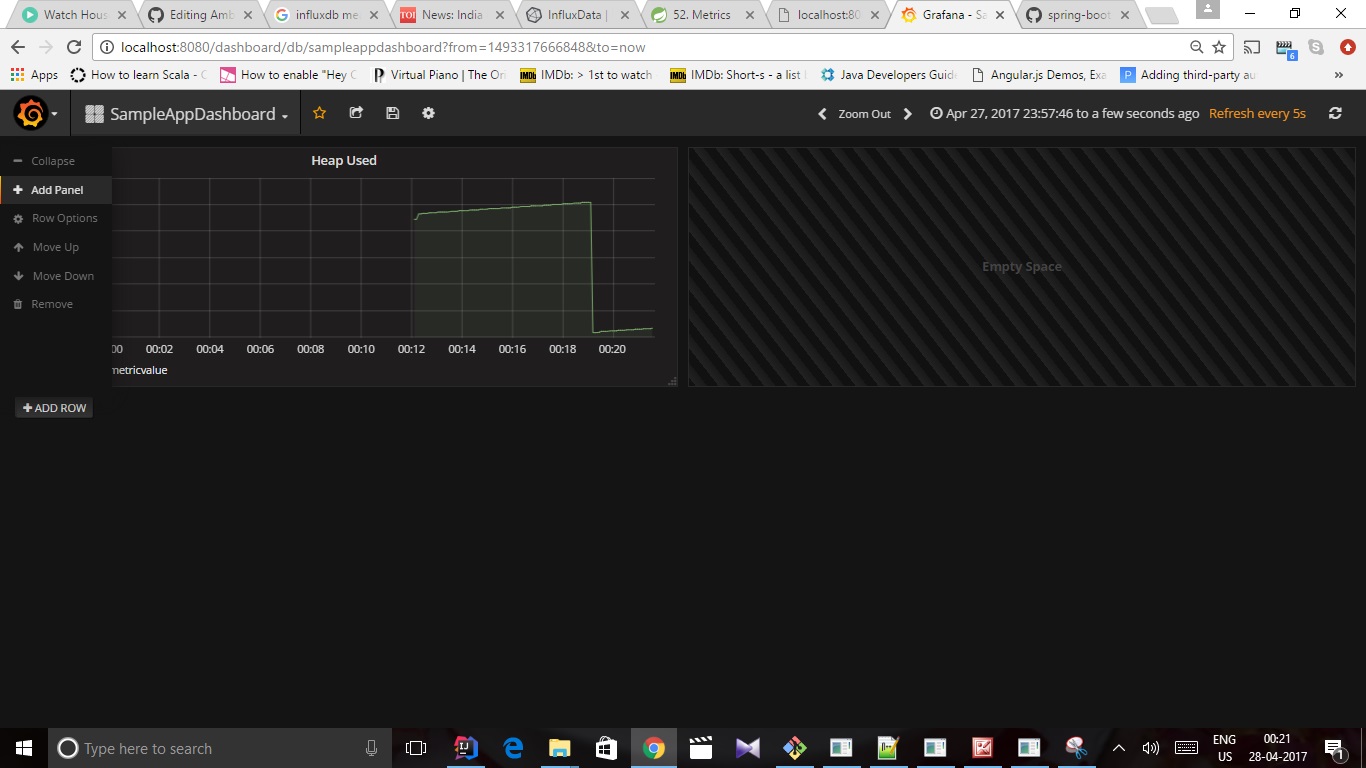 Watch Hous
Editing Amb
influxdb me
TOI News: India
InfluxData |
52. Metrics
localhost:80
Grafana - Sa
spring-boot
localhost:8080/dashboard/db/sampleappdashboard?from=1493317666848&to=now
6
Apps
How to learn Scala - C
How to enable "Hey C
Virtual Piano | The Ori
IMDb IMDb: > 1st to watch
IMDb IMDb: Short-s - a list
Java Developers Guide
Angular.js Demos, Exa
P Adding third-party au
»
SampleAppDashboard
Zoom Out
Apr 27, 2017 23:57:46 to a few seconds ago
Refresh every 5s
Collapse
Add Panel
Row Options
Move Up
Move Down
Remove
Heap Used
00 00:02 00:04 00:06 00:08 00:10 00:12 00:14 00:16 00:18 00:20
metricvalue
Empty Space
ADD ROW
Type here to search
ENG
US
00:21
28-04-2017
1